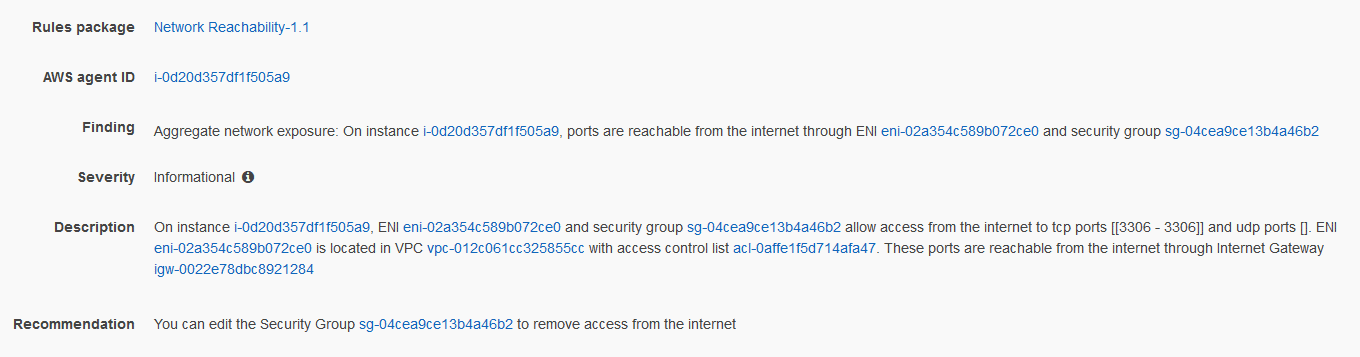 Rules package Network Reachability-1.1
AWS agent ID i-0d20d357df1f505a9
Finding Aggregate network exposure: On instance i-0d20d357df1f505a9, ports are reachable from the internet through ENI eni-02a354c589b072ce0 and security group sg-04cea9ce13b4a46b2
Severity Informational
Description On instance i-0d20d357df1f505a9, ENI eni-02a354c589b072ce0 and security group sg-04cea9ce13b4a46b2 allow access from the internet to tcp ports [[3306 - 3306]] and udp ports []. ENI
eni-02a354c589b072ce0 is located in VPC vpc-012c061cc325855cc with access control list acl-0affe1f5d714afa47. These ports are reachable from the internet through Internet Gateway
igw-0022e78dbc8921284
Recommendation You can edit the Security Group sg-04cea9ce13b4a46b2 to remove access from the internet